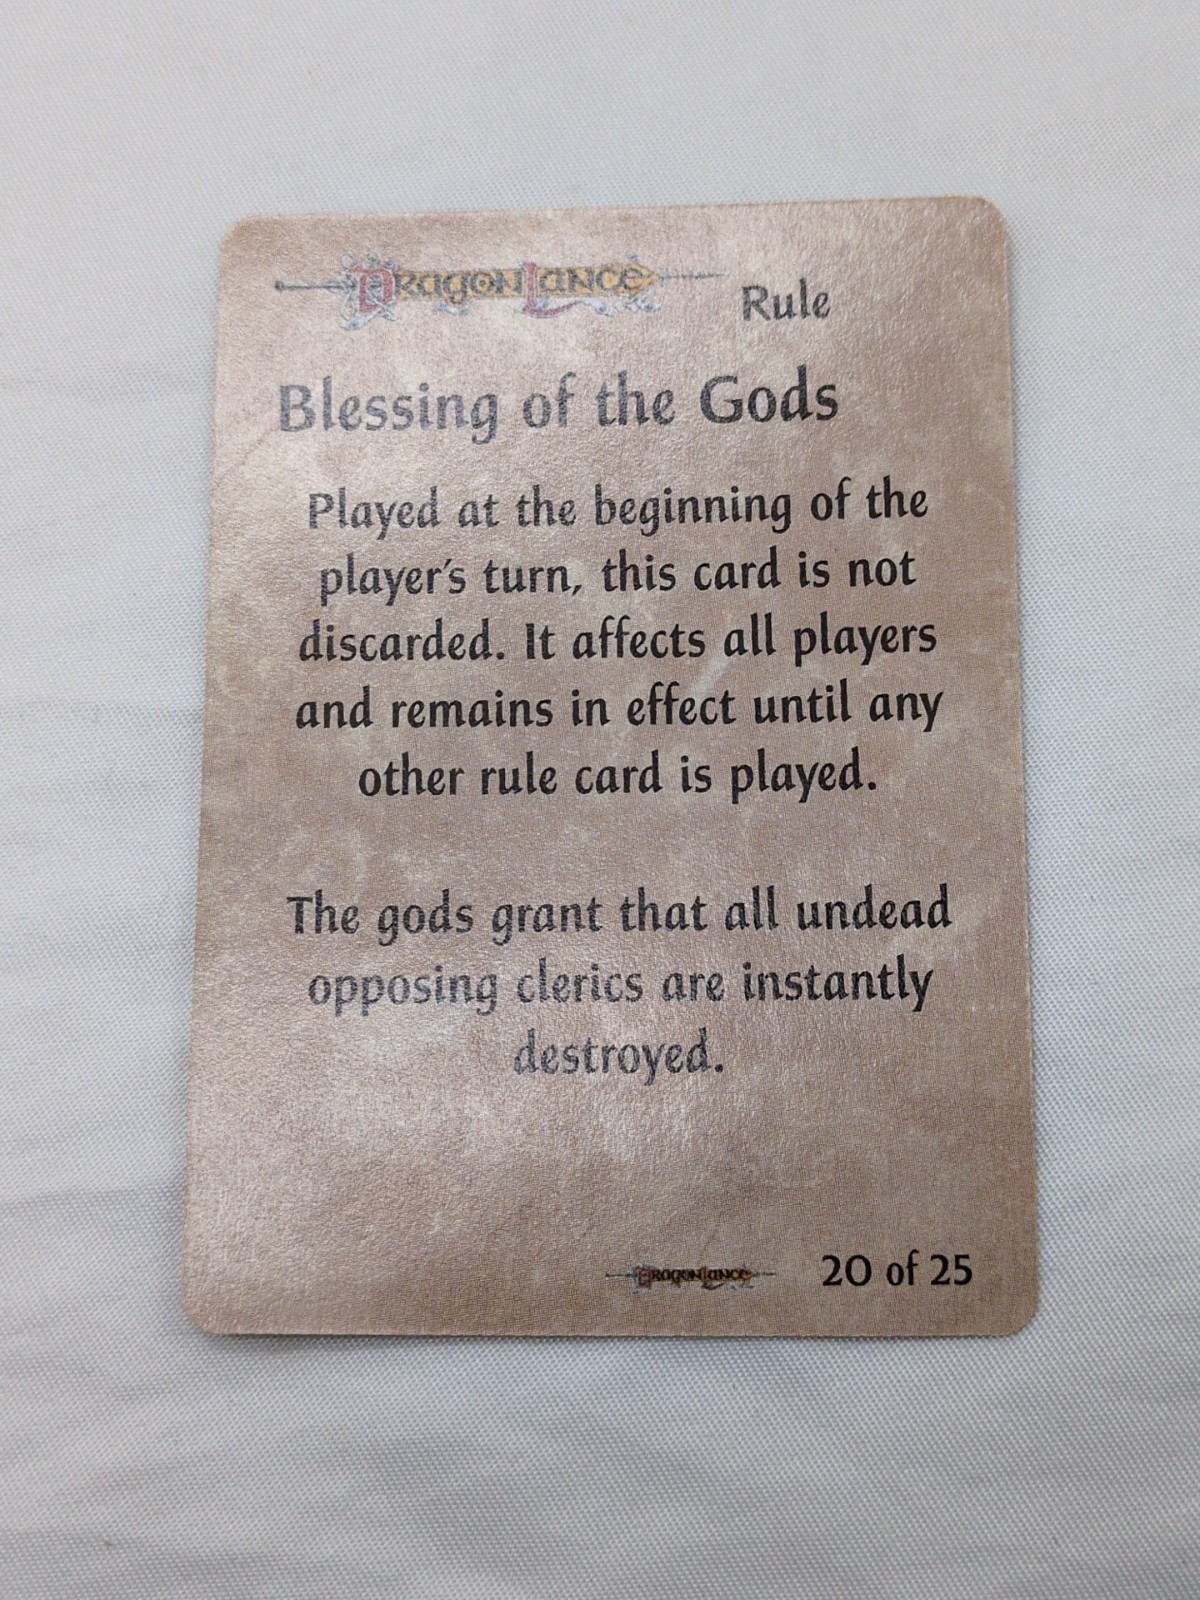 DragonLance Rule
Blessing of the Gods
Played at the beginning of the
player's turn, this card is not
discarded. It affects all players
and remains in effect until any
other rule card is played.
The gods grant that all undead
opposing clerics are instantly
destroyed.
DragonLance 20 of 25